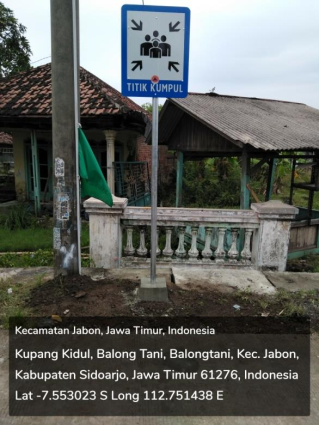 TITIK KUMPUL
Kecamatan Jabon, Jawa Timur, Indonesia
Kupang Kidul, Balong Tani, Balongtani, Kec. Jabon,
Kabupaten Sidoarjo, Jawa Timur 61276, Indonesia
Lat -7.553023 S Long 112.751438 E